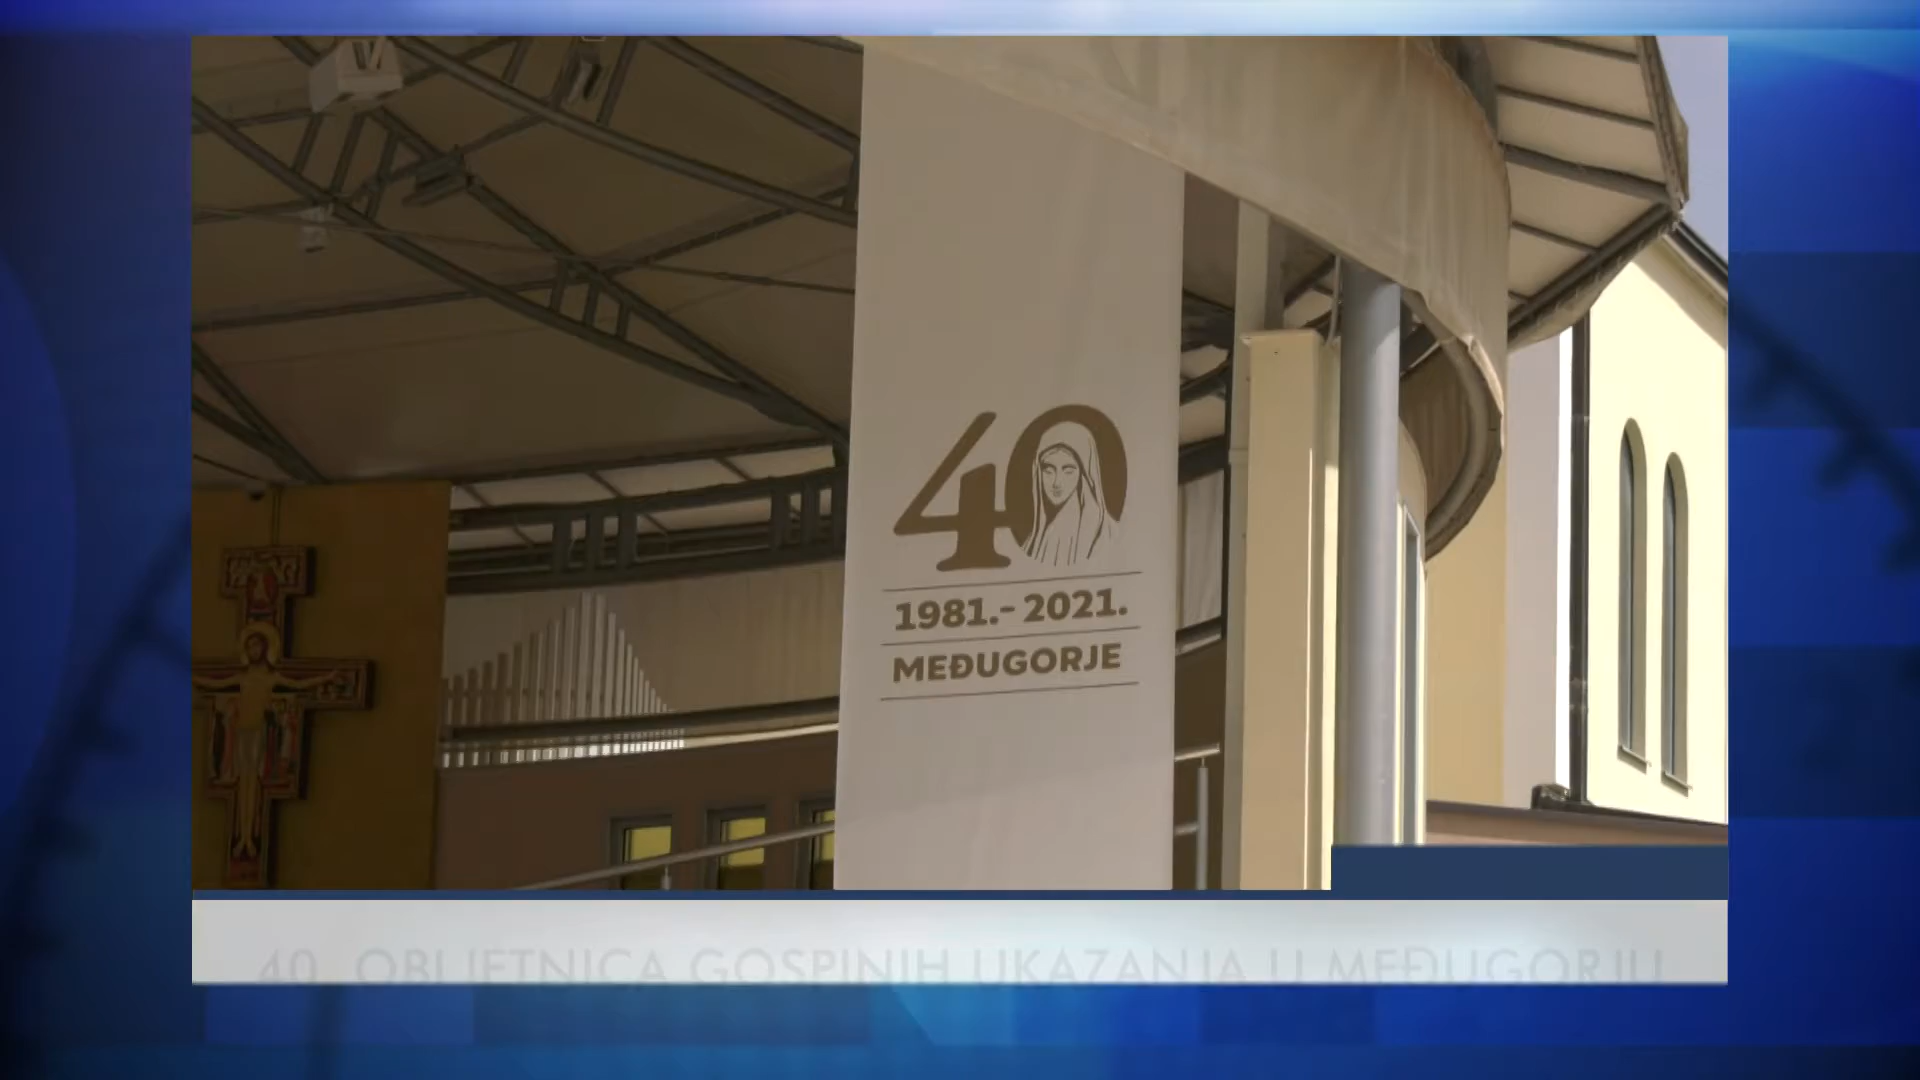 40
1981.- 2021.
MEĐUGORJE
40. OBLJETNICA GOSPINIH UKAZANJA U MEĐUGORJU